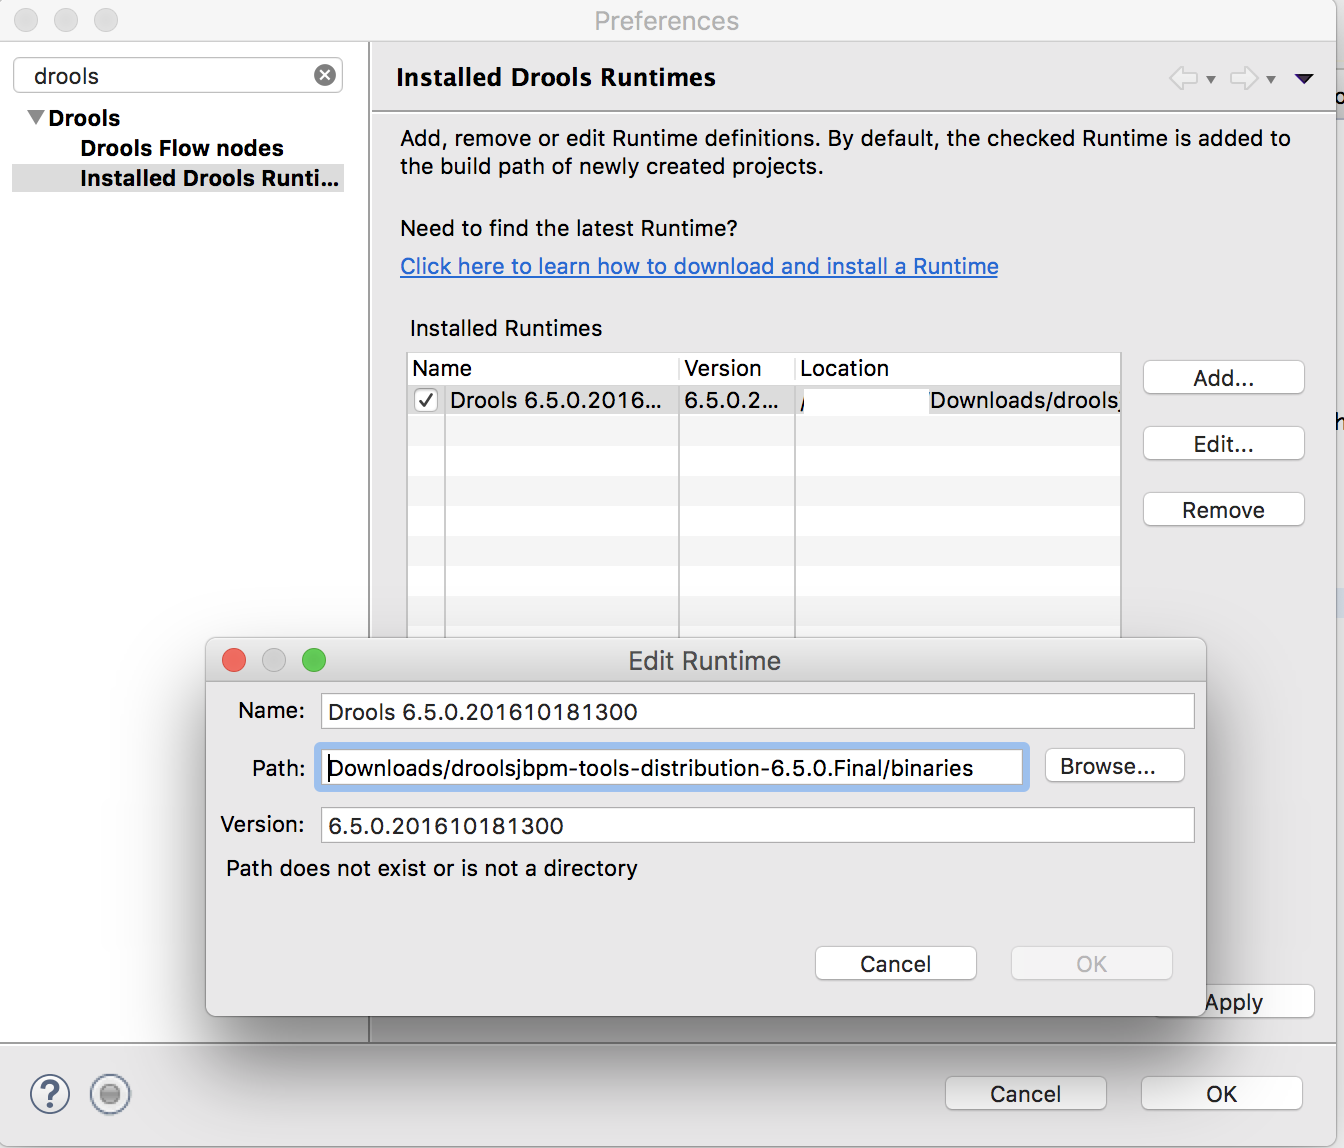 Preferences
drools
Drools
Drools Flow nodes
Installed Drools Runti...
Installed Drools Runtimes
Add, remove or edit Runtime definitions. By default, the checked Runtime is added to
the build path of newly created projects.
Need to find the latest Runtime?
Click here to learn how to download and install a Runtime
Installed Runtimes
Name Version Location
Drools 6.5.0.2016... 6.5.0.2... / Downloads/drools
Add...
Edit...
Remove
Edit Runtime
Name: Drools 6.5.0.201610181300
Path: Downloads/droolsjbpm-tools-distribution-6.5.0.Final/binaries Browse...
Version: 6.5.0.201610181300
Path does not exist or is not a directory
Cancel OK
Apply
? Cancel OK